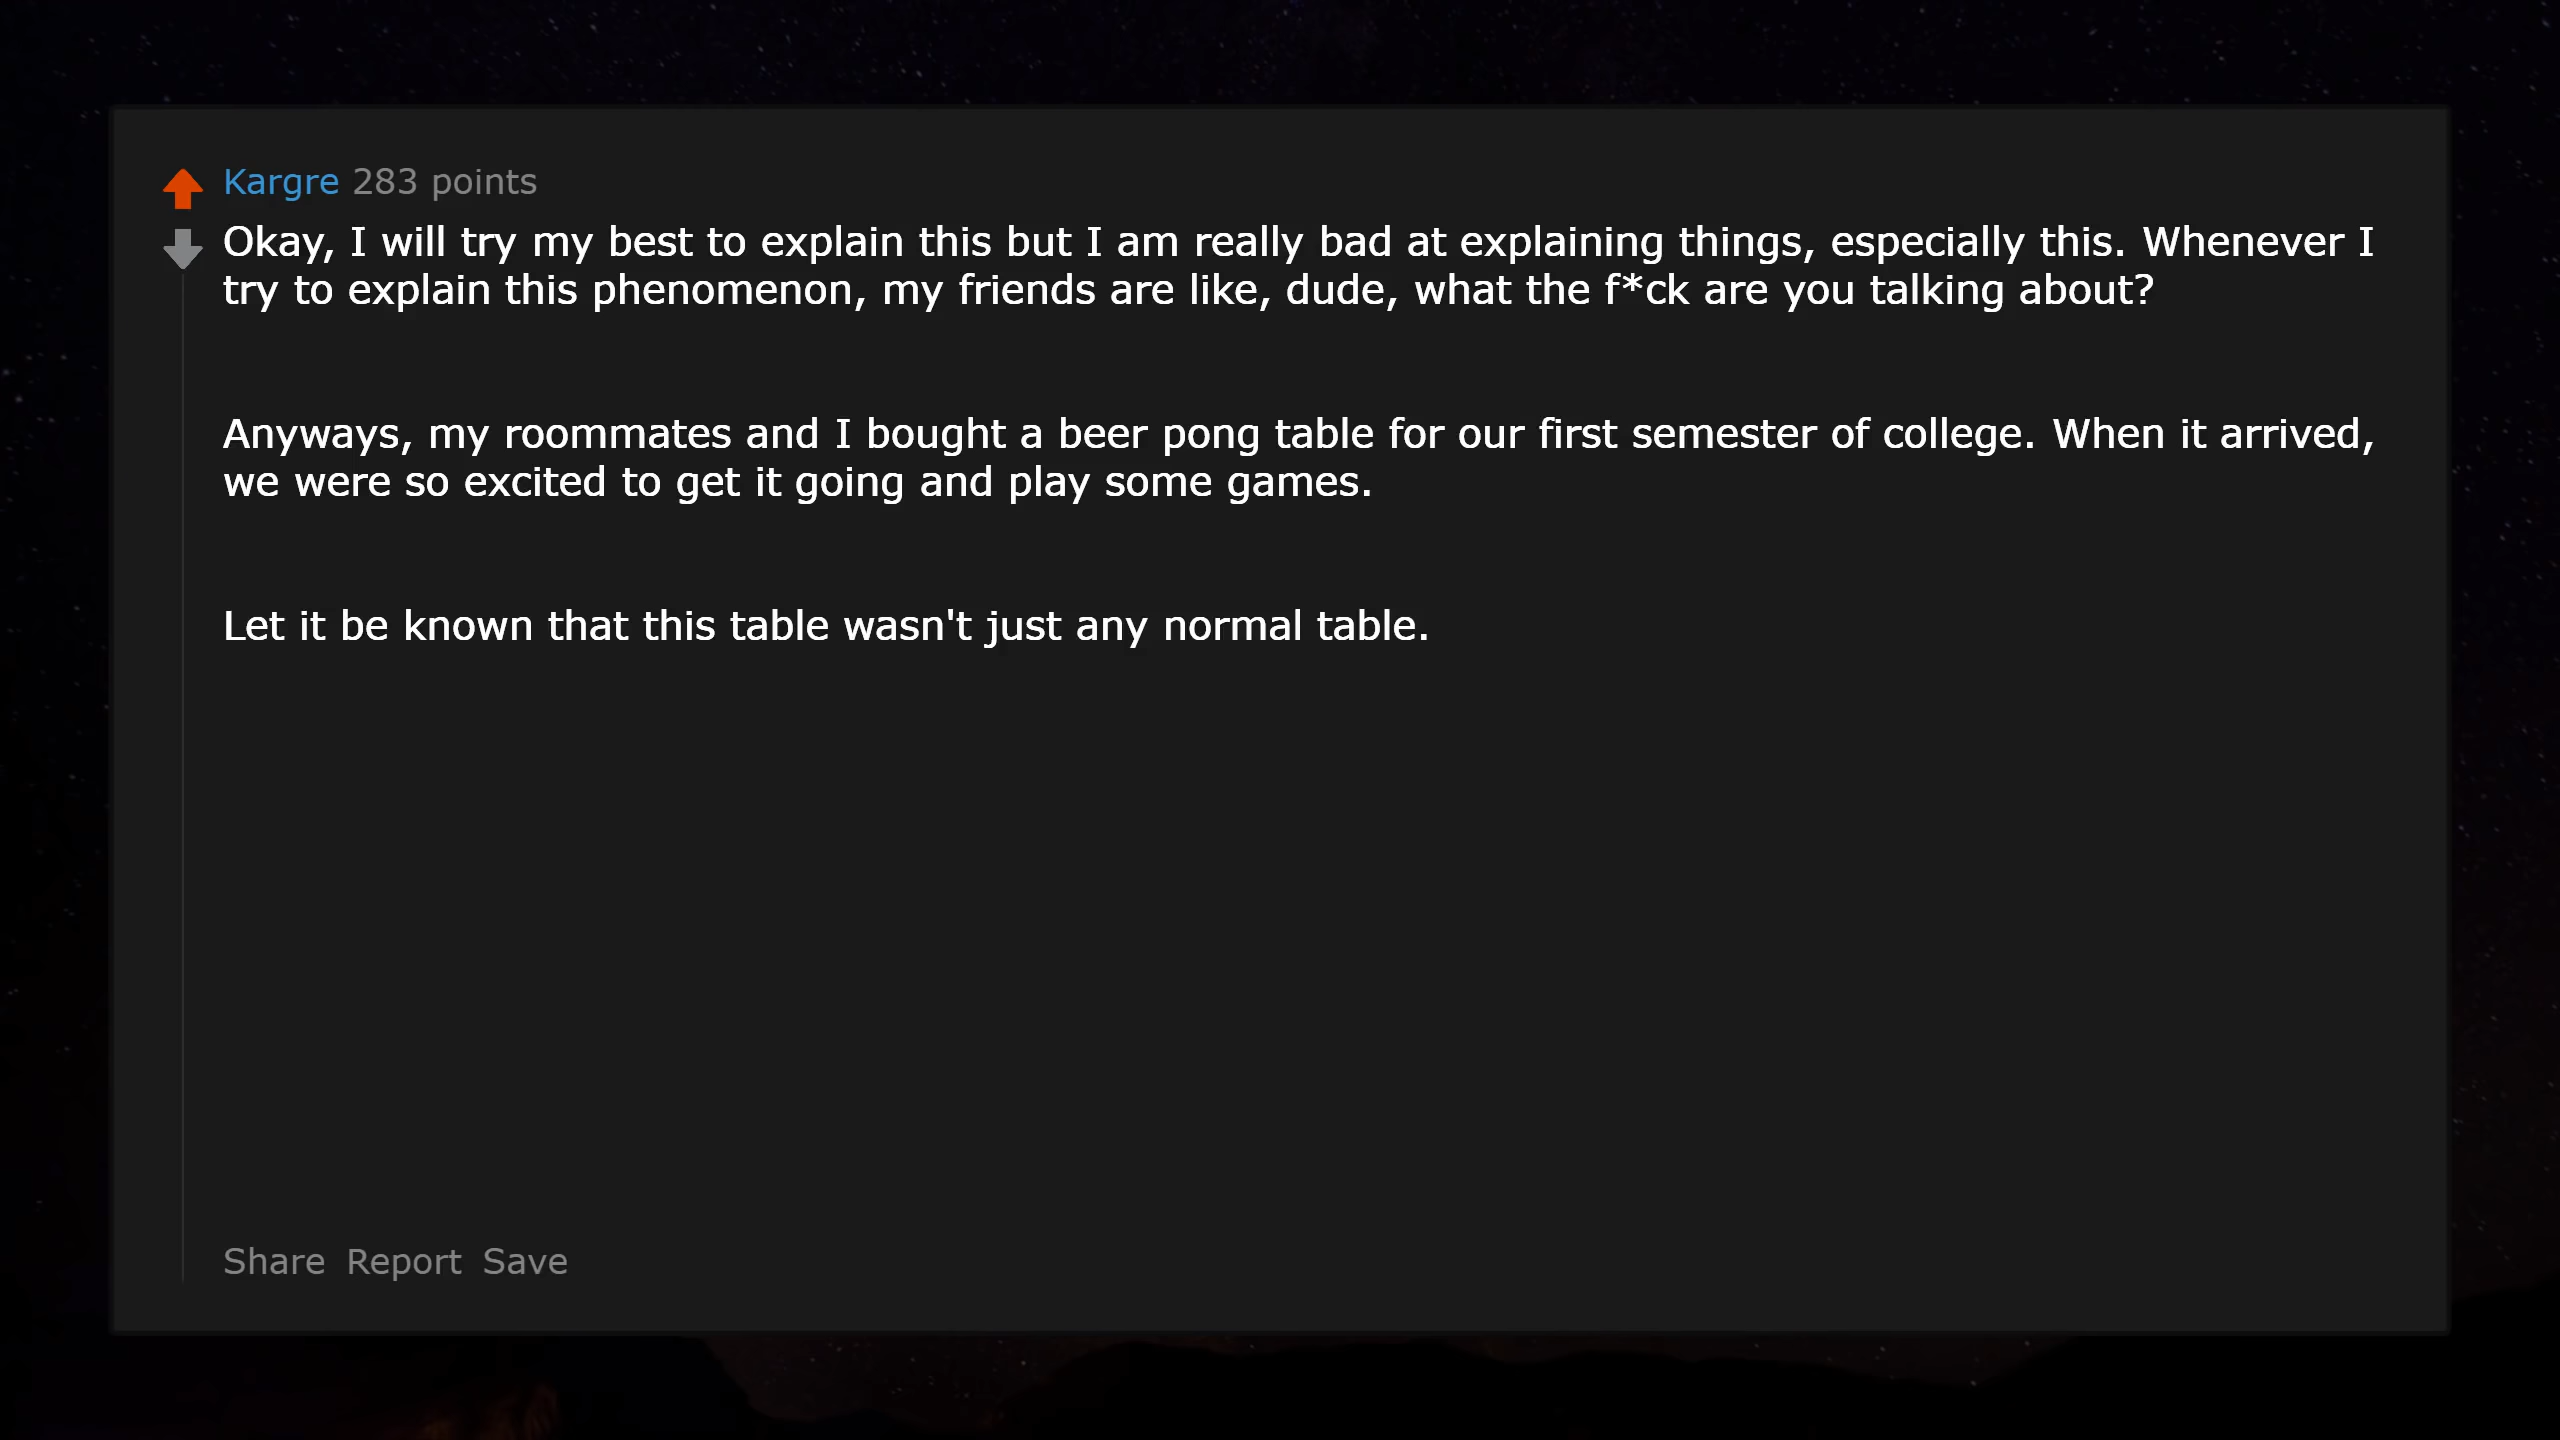 Kargre 283 points
Okay, I will try my best to explain this but I am really bad at explaining things, especially this. Whenever I
try to explain this phenomenon, my friends are like, dude, what the f*ck are you talking about?
Anyways, my roommates and I bought a beer pong table for our first semester of college. When it arrived,
we were so excited to get it going and play some games.
Let it be known that this table wasn't just any normal table.
Share Report Save